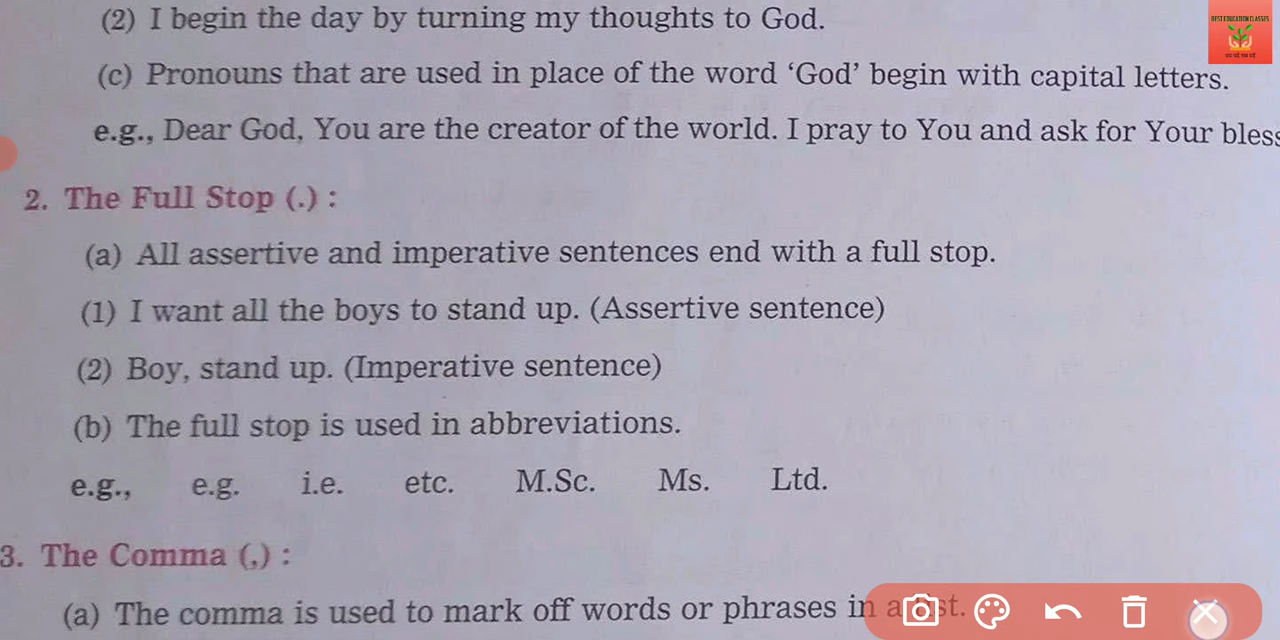 (2) I begin the day by turning my thoughts to God.
BEST EDUCATION CLASSES
(c) Pronouns that are used in place of the word ‘God’ begin with capital letters.
e.g., Dear God, You are the creator of the world. I pray to You and ask for Your bless
2. The Full Stop (.) :
(a) All assertive and imperative sentences end with a full stop.
(1) I want all the boys to stand up. (Assertive sentence)
(2) Boy, stand up. (Imperative sentence)
(b) The full stop is used in abbreviations.
e.g., e.g. i.e. etc. M.Sc. Ms. Ltd.
3. The Comma (,) :
(a) The comma is used to mark off words or phrases in a